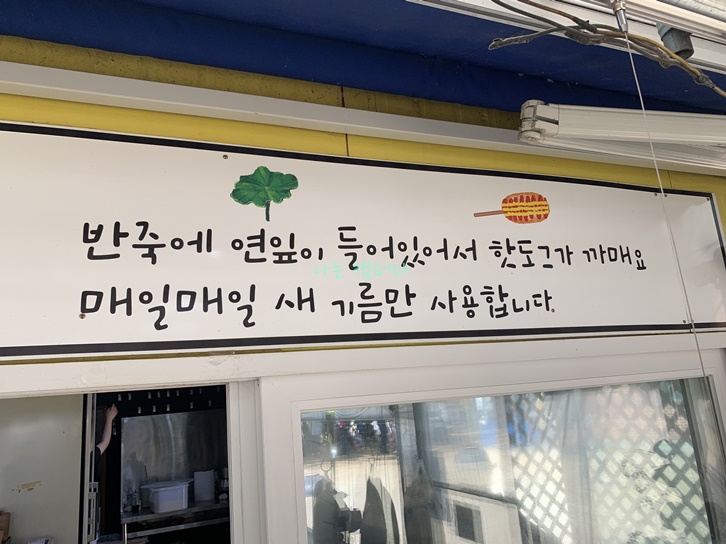 반죽에 연잎이 들어있어서 핫도그가 까매요
매일매일 새 기름만 사용합니다.